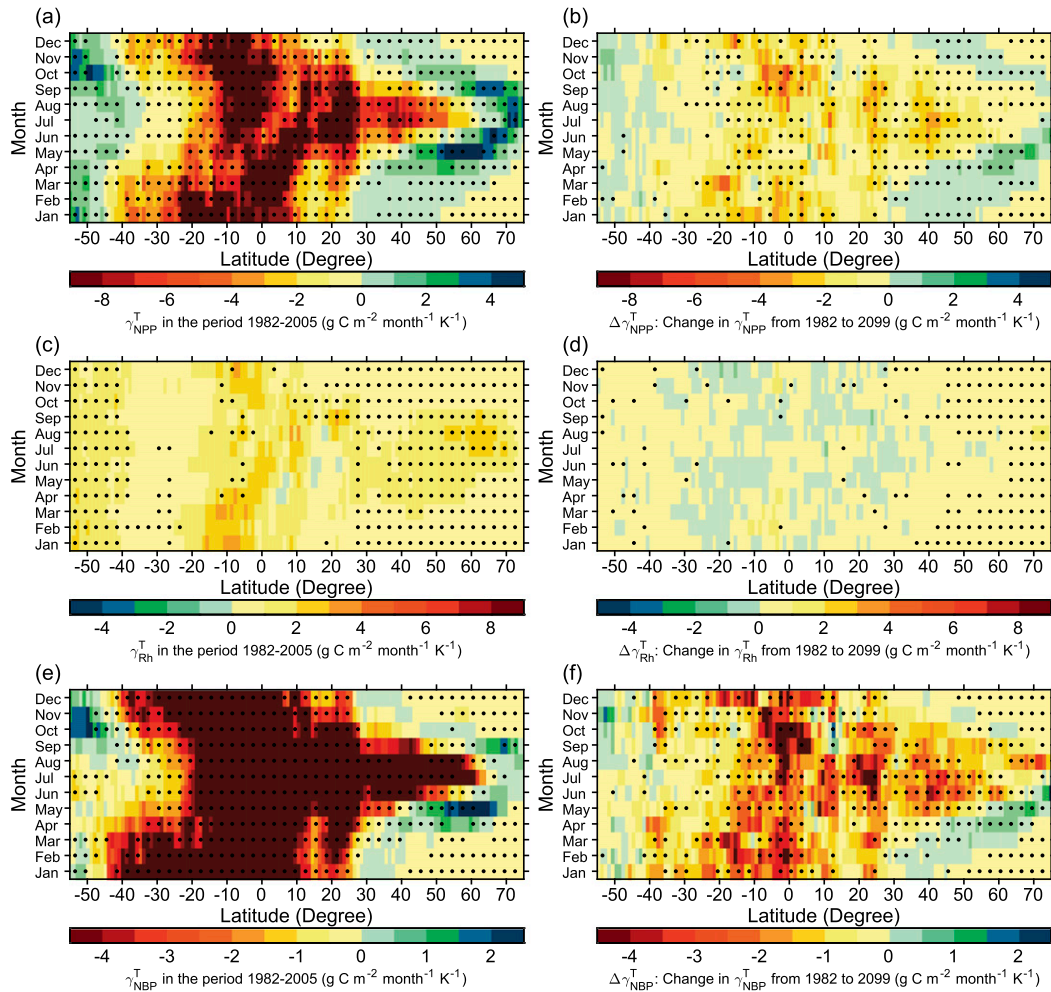 (a)
Month
Dec
Nov
Oct
Sep
Aug
Jul
Jun
May
Apr
Mar
Feb
Jan
-50 -40 -30 -20 -10 0 10 20 30 40 50 60 70
Latitude (Degree)
-8 -6 -4 -2 0 2 4
γ^T_NPP in the period 1982-2005 (g C m⁻² month⁻¹ K⁻¹)
(b)
Month
Dec
Nov
Oct
Sep
Aug
Jul
Jun
May
Apr
Mar
Feb
Jan
-50 -40 -30 -20 -10 0 10 20 30 40 50 60 70
Latitude (Degree)
-8 -6 -4 -2 0 2 4
Δγ^T_NPP: Change in γ^T_NPP from 1982 to 2099 (g C m⁻² month⁻¹ K⁻¹)
(c)
Month
Dec
Nov
Oct
Sep
Aug
Jul
Jun
May
Apr
Mar
Feb
Jan
-50 -40 -30 -20 -10 0 10 20 30 40 50 60 70
Latitude (Degree)
-4 -2 0 2 4 6 8
γ^T_Rh in the period 1982-2005 (g C m⁻² month⁻¹ K⁻¹)
(d)
Month
Dec
Nov
Oct
Sep
Aug
Jul
Jun
May
Apr
Mar
Feb
Jan
-50 -40 -30 -20 -10 0 10 20 30 40 50 60 70
Latitude (Degree)
-4 -2 0 2 4 6 8
Δγ^T_Rh: Change in γ^T_Rh from 1982 to 2099 (g C m⁻² month⁻¹ K⁻¹)
(e)
Month
Dec
Nov
Oct
Sep
Aug
Jul
Jun
May
Apr
Mar
Feb
Jan
-50 -40 -30 -20 -10 0 10 20 30 40 50 60 70
Latitude (Degree)
-4 -3 -2 -1 0 1 2
γ^T_NBP in the period 1982-2005 (g C m⁻² month⁻¹ K⁻¹)
(f)
Month
Dec
Nov
Oct
Sep
Aug
Jul
Jun
May
Apr
Mar
Feb
Jan
-50 -40 -30 -20 -10 0 10 20 30 40 50 60 70
Latitude (Degree)
-4 -3 -2 -1 0 1 2
Δγ^T_NBP: Change in γ^T_NBP from 1982 to 2099 (g C m⁻² month⁻¹ K⁻¹)